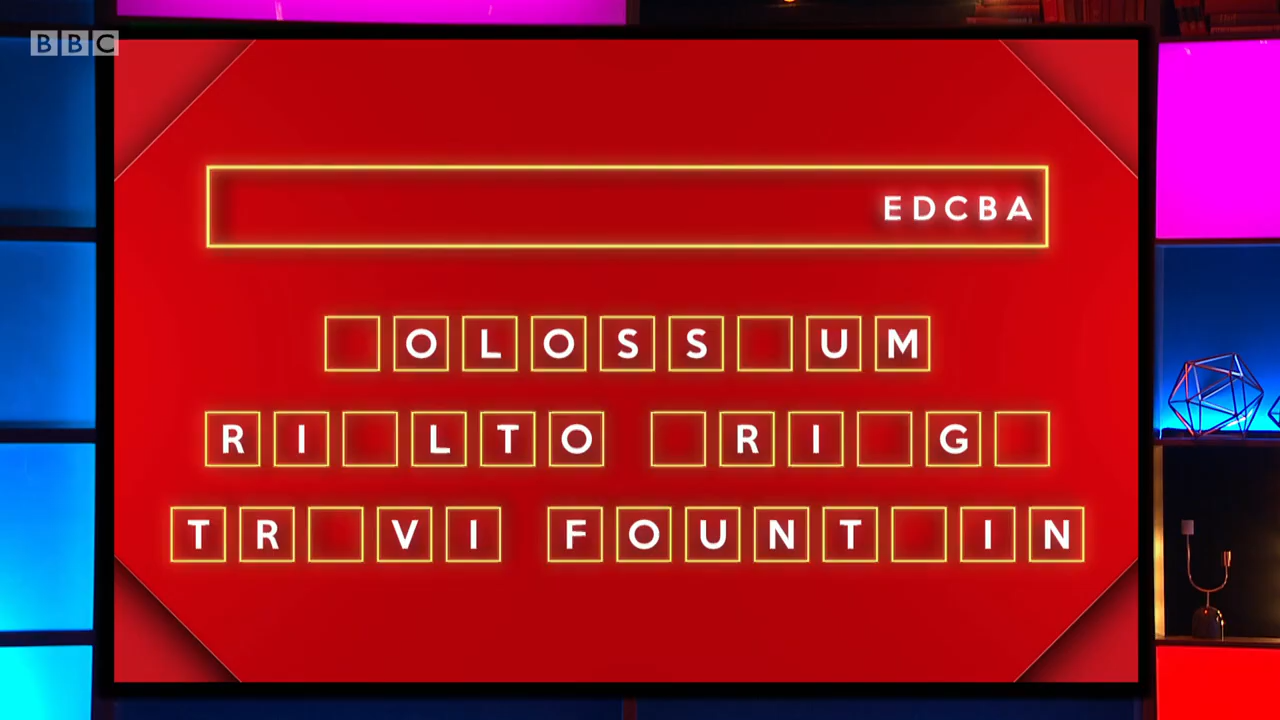 BBC
EDCBA
OLOSS UM
RI LTO RI G
TR VI FOUNT IN